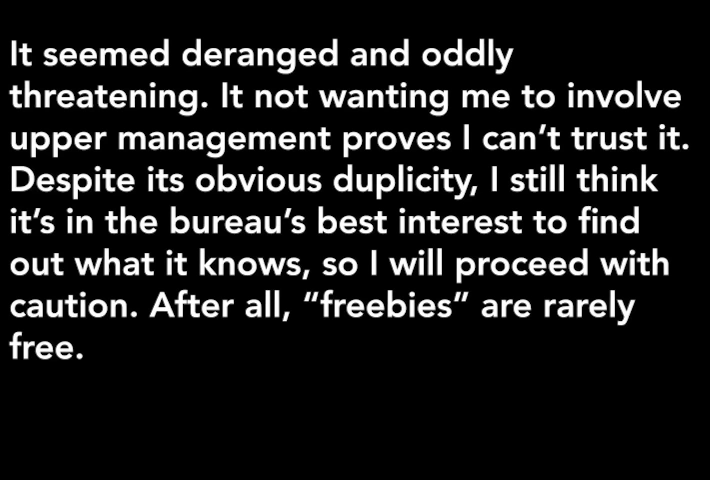 It seemed deranged and oddly
threatening. It not wanting me to involve
upper management proves I can’t trust it.
Despite its obvious duplicity, I still think
it’s in the bureau’s best interest to find
out what it knows, so I will proceed with
caution. After all, “freebies” are rarely
free.